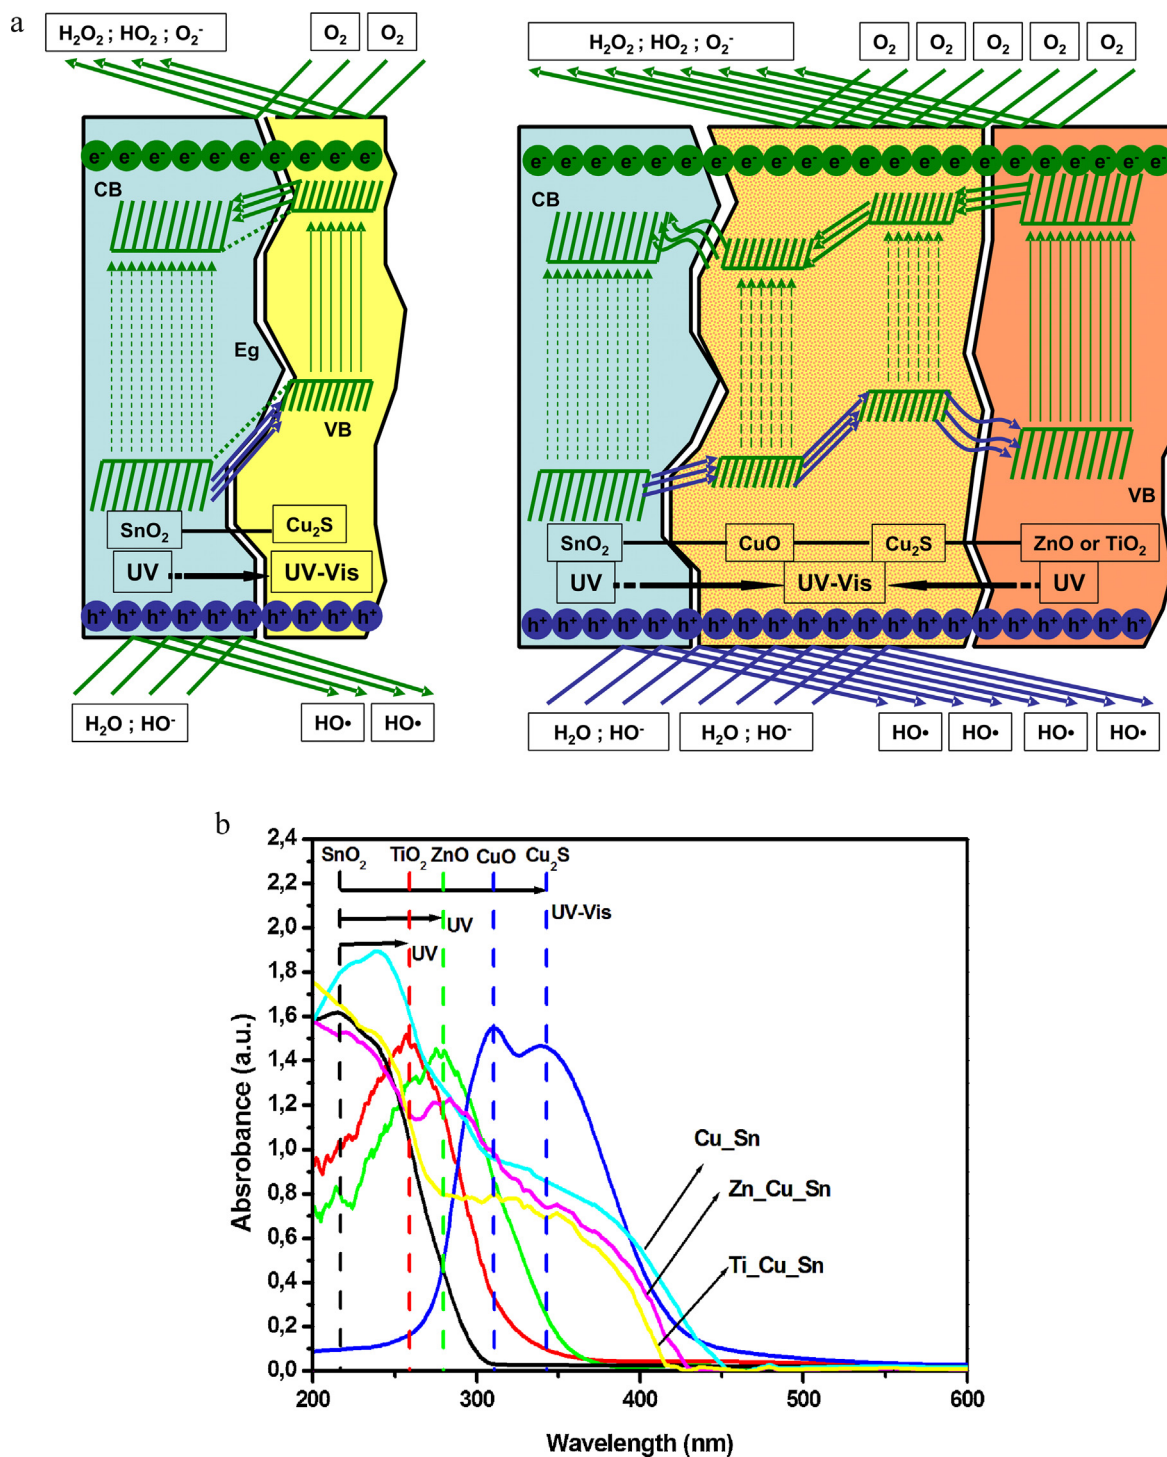 a
H₂O₂ ; HO₂ ; O₂⁻
O₂
O₂
e⁻ e⁻ e⁻ e⁻ e⁻ e⁻ e⁻ e⁻ e⁻ e⁻
CB
Eg
VB
SnO₂
Cu₂S
UV
UV-Vis
h⁺ h⁺ h⁺ h⁺ h⁺ h⁺ h⁺ h⁺ h⁺ h⁺
H₂O ; HO⁻
HO•
HO•
H₂O₂ ; HO₂ ; O₂⁻
O₂
O₂
O₂
O₂
O₂
e⁻ e⁻ e⁻ e⁻ e⁻ e⁻ e⁻ e⁻ e⁻ e⁻ e⁻ e⁻ e⁻ e⁻ e⁻ e⁻ e⁻ e⁻ e⁻ e⁻ e⁻ e⁻
CB
VB
SnO₂
CuO
Cu₂S
ZnO or TiO₂
UV
UV-Vis
UV
h⁺ h⁺ h⁺ h⁺ h⁺ h⁺ h⁺ h⁺ h⁺ h⁺ h⁺ h⁺ h⁺ h⁺ h⁺ h⁺ h⁺ h⁺ h⁺ h⁺ h⁺
H₂O ; HO⁻
H₂O ; HO⁻
HO•
HO•
HO•
HO•
b
2,4
2,2
2,0
1,8
1,6
1,4
1,2
1,0
0,8
0,6
0,4
0,2
0,0
Absrobance (a.u.)
SnO₂
TiO₂
ZnO
CuO
Cu₂S
UV-Vis
UV
UV
Cu_Sn
Zn_Cu_Sn
Ti_Cu_Sn
200
300
400
500
600
Wavelength (nm)